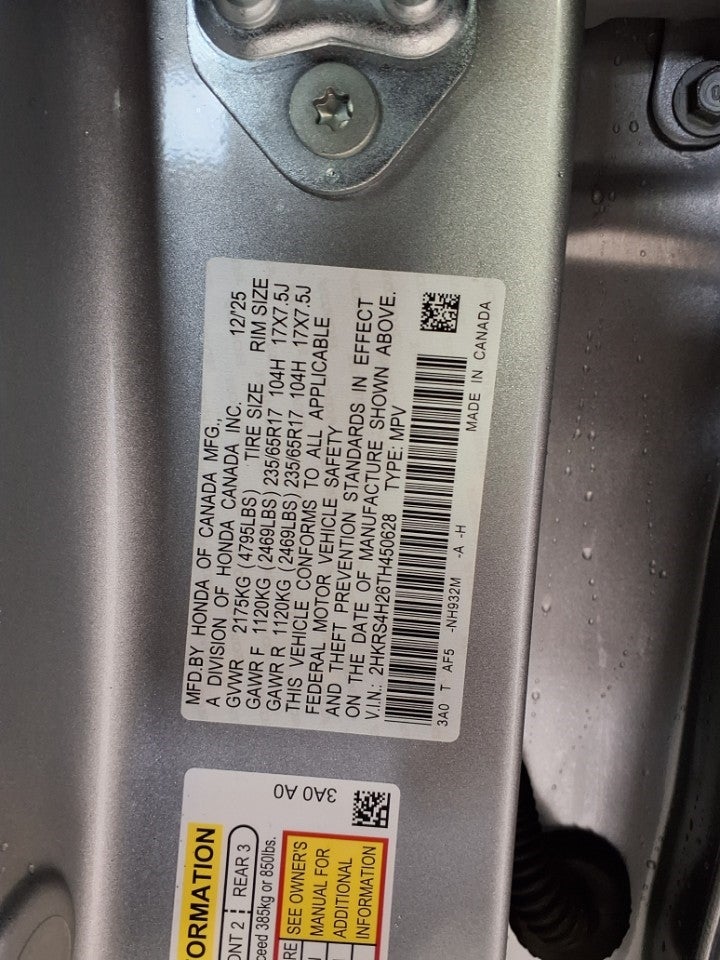 MFD.BY HONDA OF CANADA MFG.,
A DIVISION OF HONDA CANADA INC. 12/'25
GVWR 2175KG (4795LBS) TIRE SIZE RIM SIZE
GAWR F 1120KG (2469LBS) 235/65R17 104H 17X7.5J
GAWR R 1120KG (2469LBS) 235/65R17 104H 17X7.5J
THIS VEHICLE CONFORMS TO ALL APPLICABLE
FEDERAL MOTOR VEHICLE SAFETY
AND THEFT PREVENTION STANDARDS IN EFFECT
ON THE DATE OF MANUFACTURE SHOWN ABOVE.
V.I.N.: 2HKRS4H26TH450628 TYPE: MPV
3A0 T AF5 -NH932M -A -H
MADE IN CANADA
ORMATION
ONT 2 REAR 3
ceed 385kg or 850lbs.
RE SEE OWNER'S
MANUAL FOR
ADDITIONAL
INFORMATION
3A0 A0